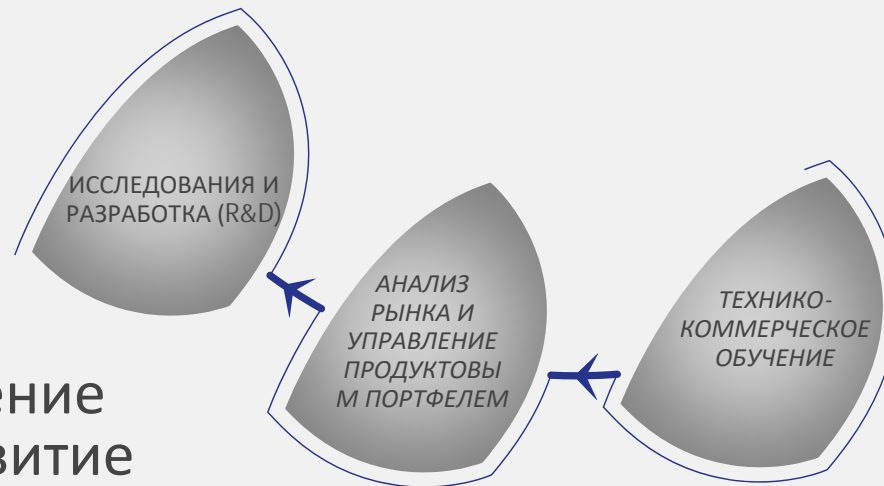 ИССЛЕДОВАНИЯ И
РАЗРАБОТКА (R&D)
АНАЛИЗ
РЫНКА И
УПРАВЛЕНИЕ
ПРОДУКТОВЫ
М ПОРТФЕЛЕМ
ТЕХНИКО-
КОММЕРЧЕСКОЕ
ОБУЧЕНИЕ
ение
витие